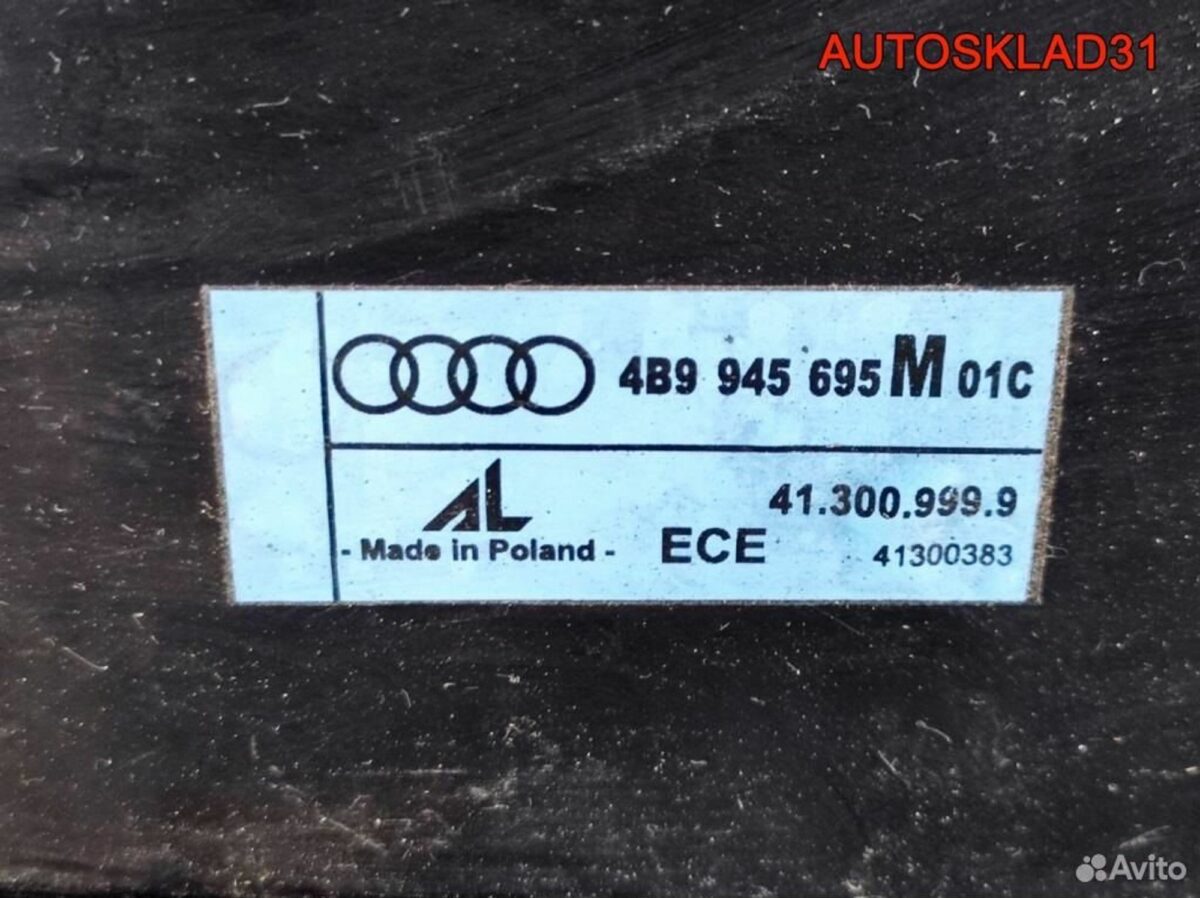 AUTOSKLAD31
4B9 945 695 M 01C
AL
41.300.999.9
- Made in Poland - ECE 41300383
Avito